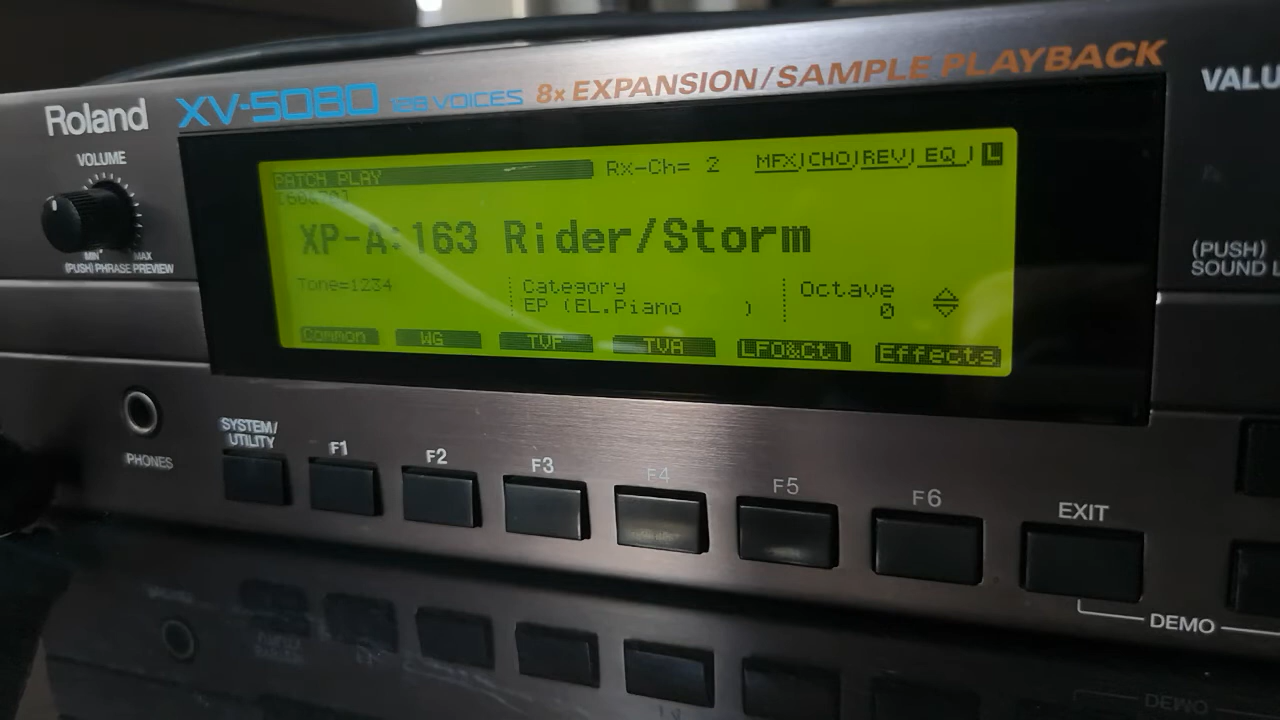 Roland XV-5080 128 VOICES 8x EXPANSION/SAMPLE PLAYBACK
VALU
VOLUME
MIN MAX
(PUSH) PHRASE PREVIEW
PATCH PLAY Rx-Ch= 2 MFX) CHO) REV) EQ ) L
XP-A:163 Rider/Storm
Tone=1234 Category Octave
EP (EL.Piano ) 0
Common WG TVF TVA LFO&Ctl Effects
(PUSH)
SOUND L
PHONES
SYSTEM/
UTILITY
F1 F2 F3 F4 F5 F6 EXIT
DEMO